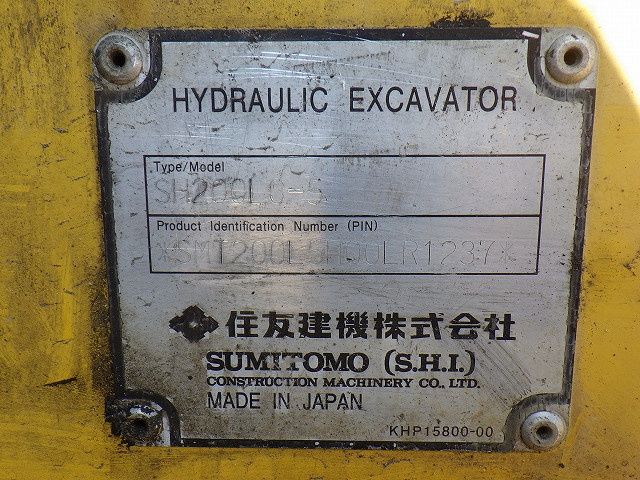 HYDRAULIC EXCAVATOR
Type/Model
Product Identification Number (PIN)
住友建機株式会社
SUMITOMO (S.H.I.)
CONSTRUCTION MACHINERY CO., LTD.
MADE IN JAPAN
KHP15800-00